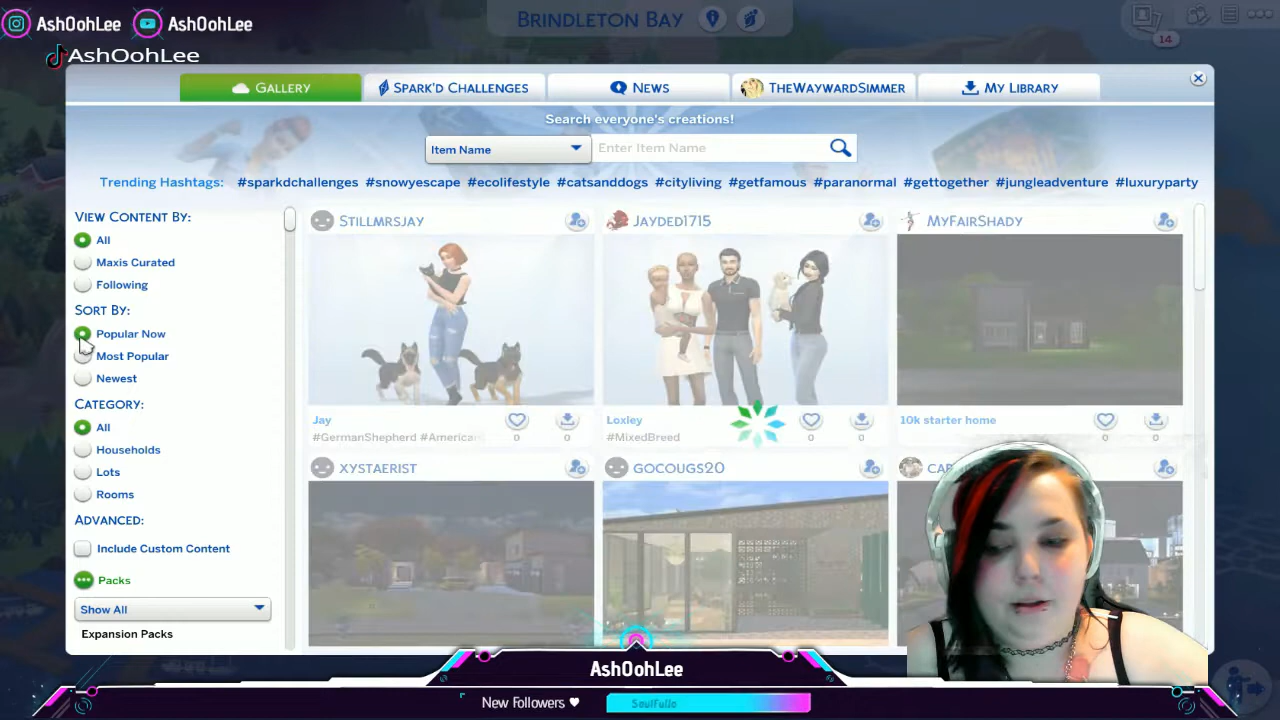 AshOohLee AshOohLee
AshOohLee
BRINDLETON BAY
14
GALLERY SPARK'D CHALLENGES NEWS THEWAYWARDSIMMER MY LIBRARY
Search everyone's creations!
Item Name Enter Item Name
Trending Hashtags: #sparkdchallenges #snowyescape #ecolifestyle #catsanddogs #cityliving #getfamous #paranormal #gettogether #jungleadventure #luxuryparty
VIEW CONTENT BY:
All
Maxis Curated
Following
SORT BY:
Popular Now
Most Popular
Newest
CATEGORY:
All
Households
Lots
Rooms
ADVANCED:
Include Custom Content
Packs
Show All
Expansion Packs
STILLMRSJAY JAYDED1715 MYFAIRSHADY
Jay 0 0 Loxley 0 0 10k starter home 0 0
#GermanShepherd #MixedBreed
XYSTAERIST GOCOUGS20
AshOohLee
New Followers ♥ SaulFullo